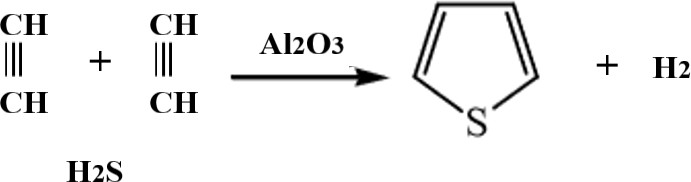 CH CH
+ Al2O3 + H2
CH CH
S
H2S